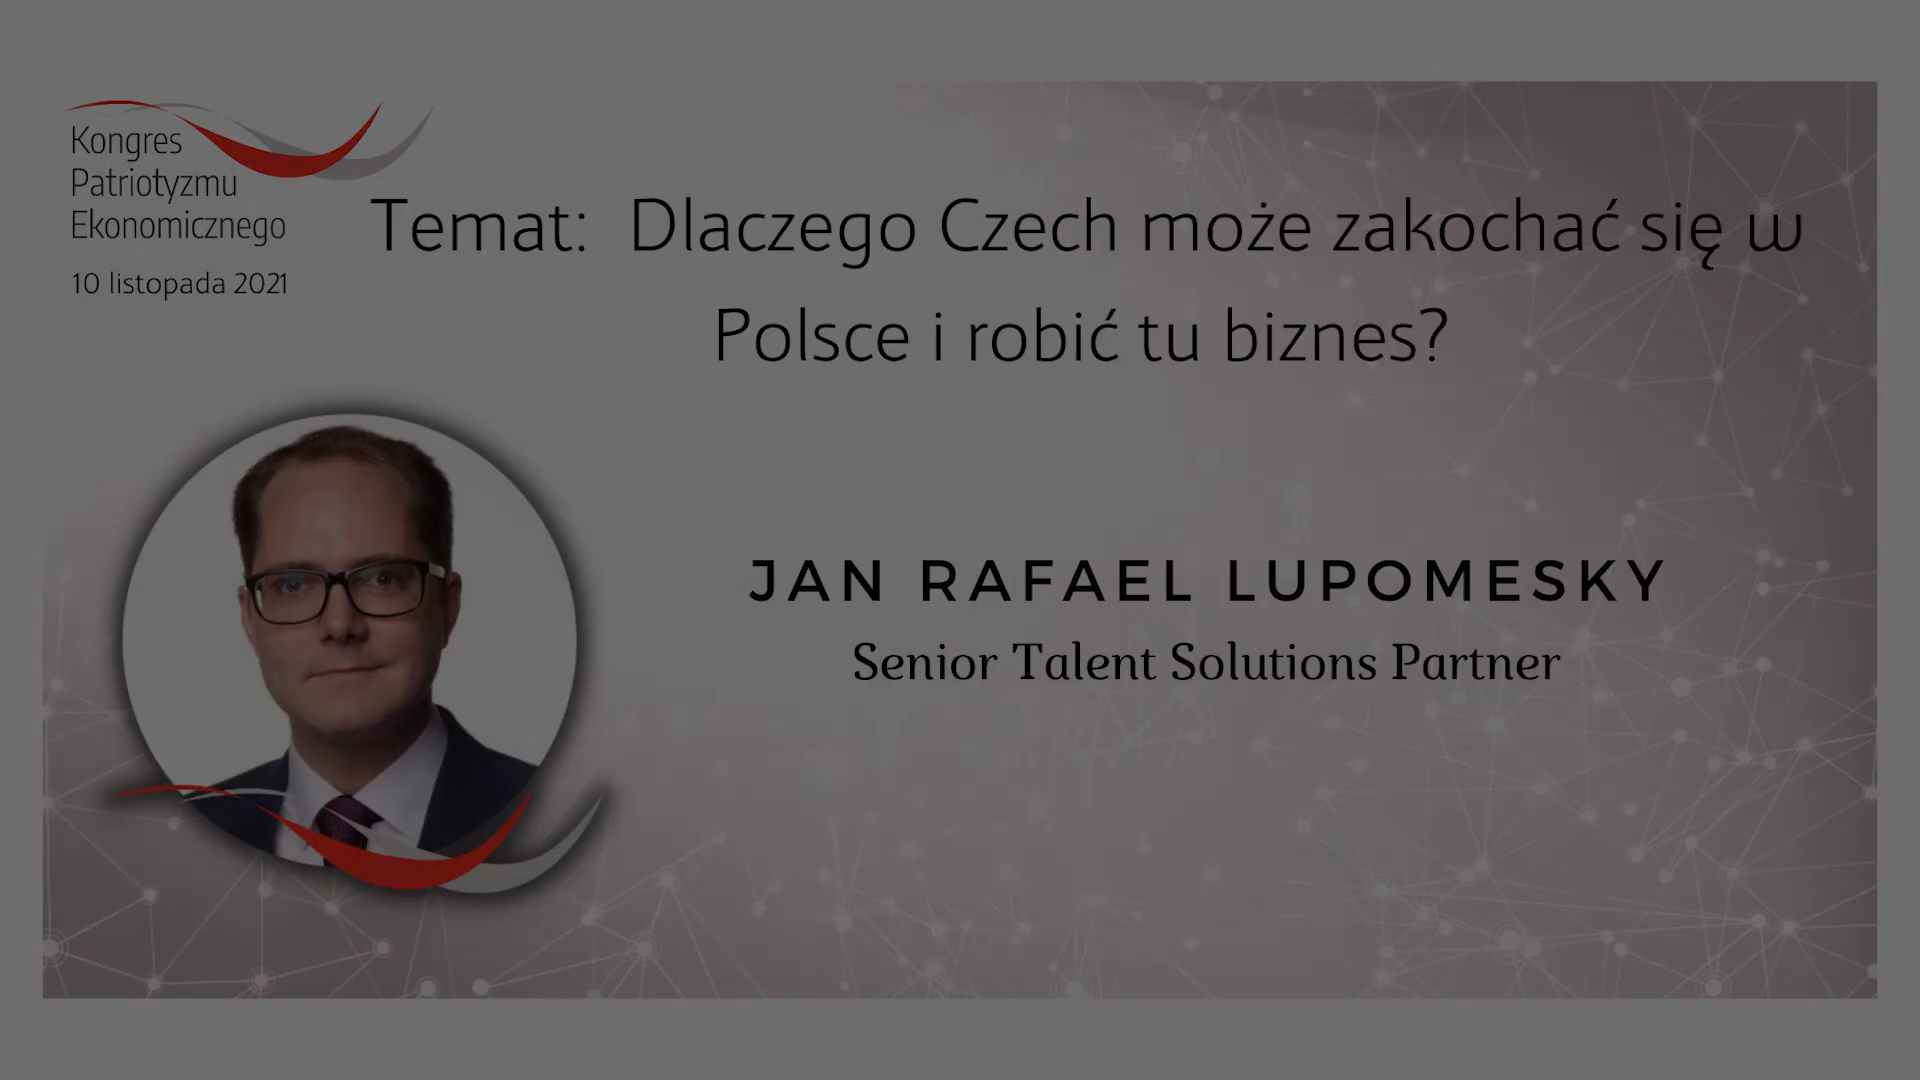 Kongres
Patriotyzmu
Ekonomicznego
10 listopada 2021
Temat: Dlaczego Czech może zakochać się w
Polsce i robić tu biznes?
JAN RAFAEL LUPOMESKY
Senior Talent Solutions Partner